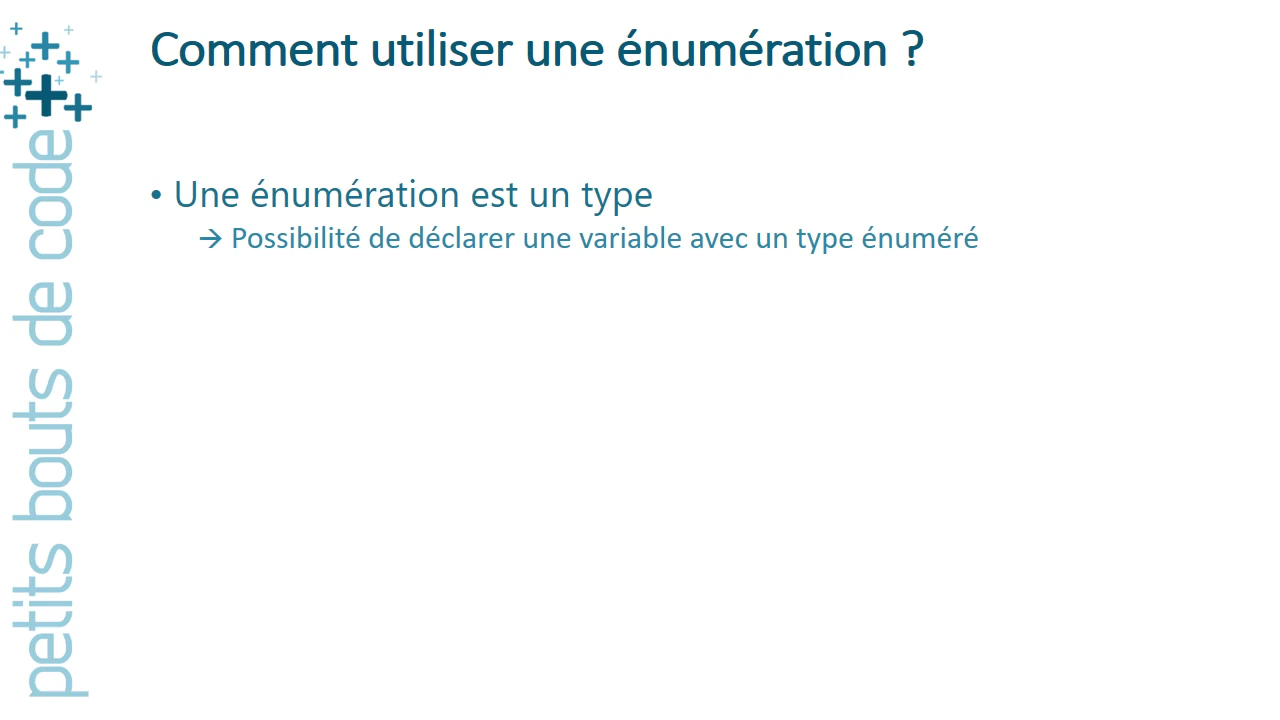 Comment utiliser une énumération ?
• Une énumération est un type
→ Possibilité de déclarer une variable avec un type énuméré
petits bouts de code